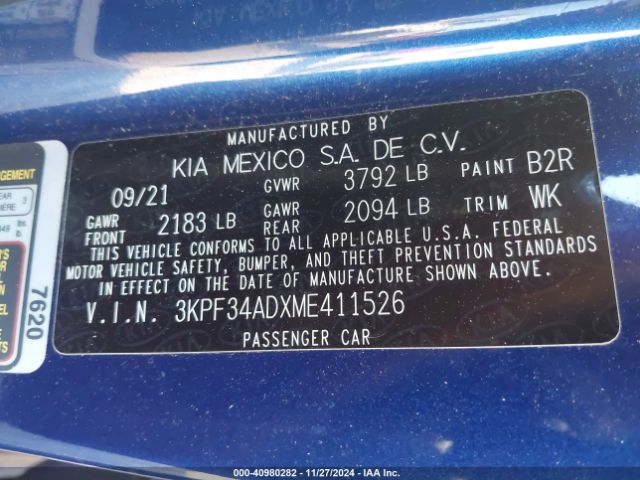 MANUFACTURED BY
KIA MEXICO S.A. DE C.V.
09/21 GVWR 3792 LB PAINT B2R
GAWR FRONT 2183 LB GAWR REAR 2094 LB TRIM WK
THIS VEHICLE CONFORMS TO ALL APPLICABLE U.S.A. FEDERAL
MOTOR VEHICLE SAFETY, BUMPER, AND THEFT PREVENTION STANDARDS
IN EFFECT ON THE DATE OF MANUFACTURE SHOWN ABOVE.
V.I.N. 3KPF34ADXME411526
PASSENGER CAR
7620
000-40980282 - 11/27/2024 - IAA Inc.